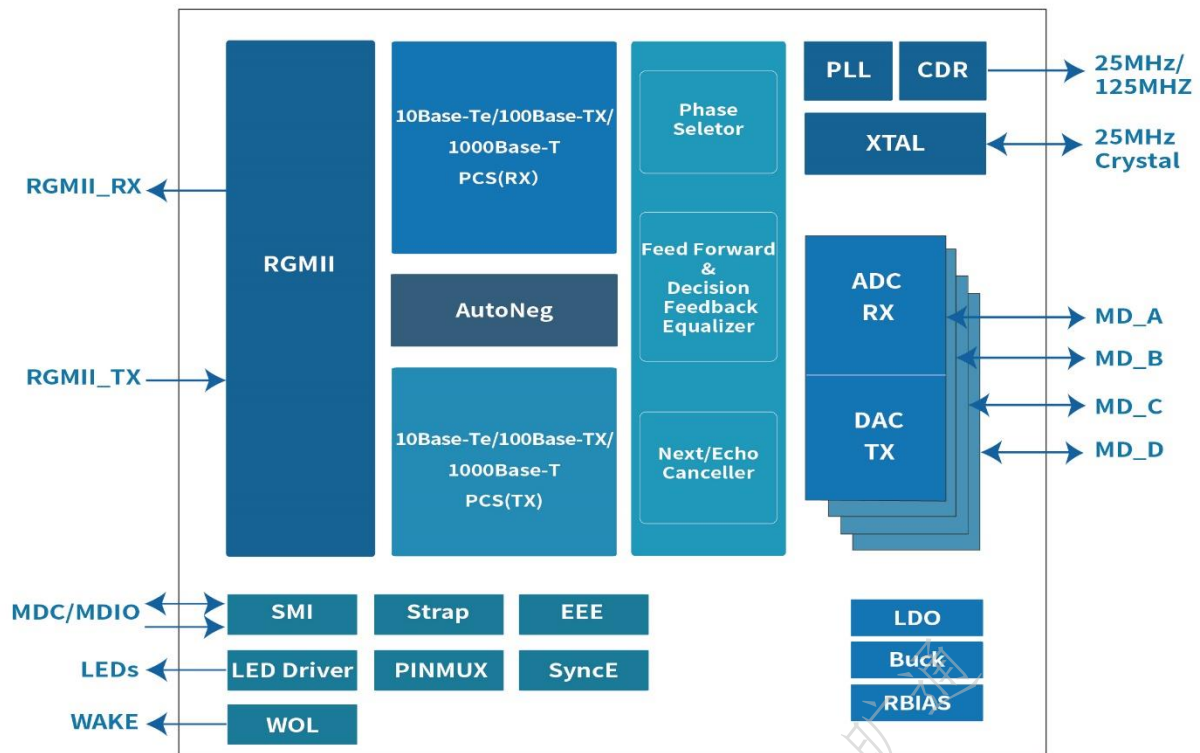 PLL
CDR
25MHz/
125MHZ
XTAL
25MHz
Crystal
10Base-Te/100Base-TX/
1000Base-T
PCS(RX)
Phase
Seletor
RGMII_RX
RGMII
Feed Forward
&
Decision
Feedback
Equalizer
AutoNeg
ADC
RX
MD_A
MD_B
MD_C
MD_D
DAC
TX
RGMII_TX
10Base-Te/100Base-TX/
1000Base-T
PCS(TX)
Next/Echo
Canceller
MDC/MDIO
SMI
Strap
EEE
LDO
LEDs
LED Driver
PINMUX
SyncE
Buck
WAKE
WOL
RBIAS